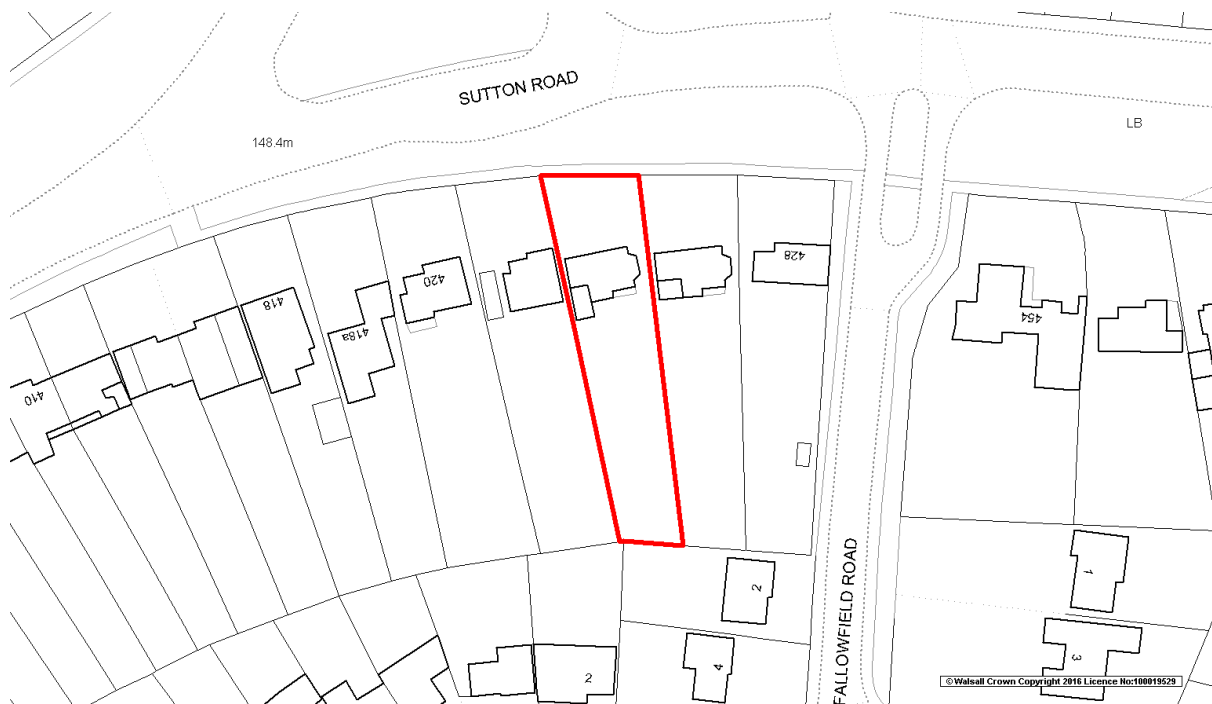 SUTTON ROAD
LB
148.4m
428
420
418
418a
454
410
1
2
FALLOWFIELD ROAD
3
4
2
© Walsall Crown Copyright 2016 Licence No:100019529